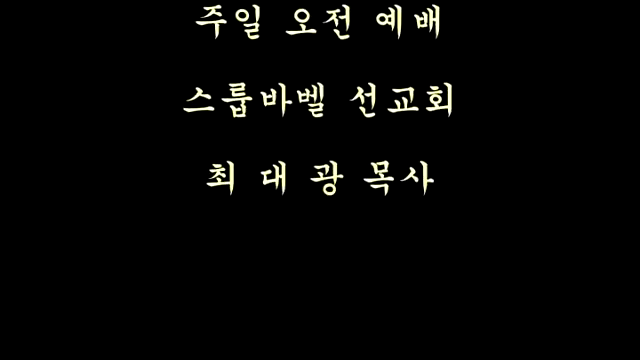 주일 오전 예배
스룹바벨 선교회
최 대 광 목사